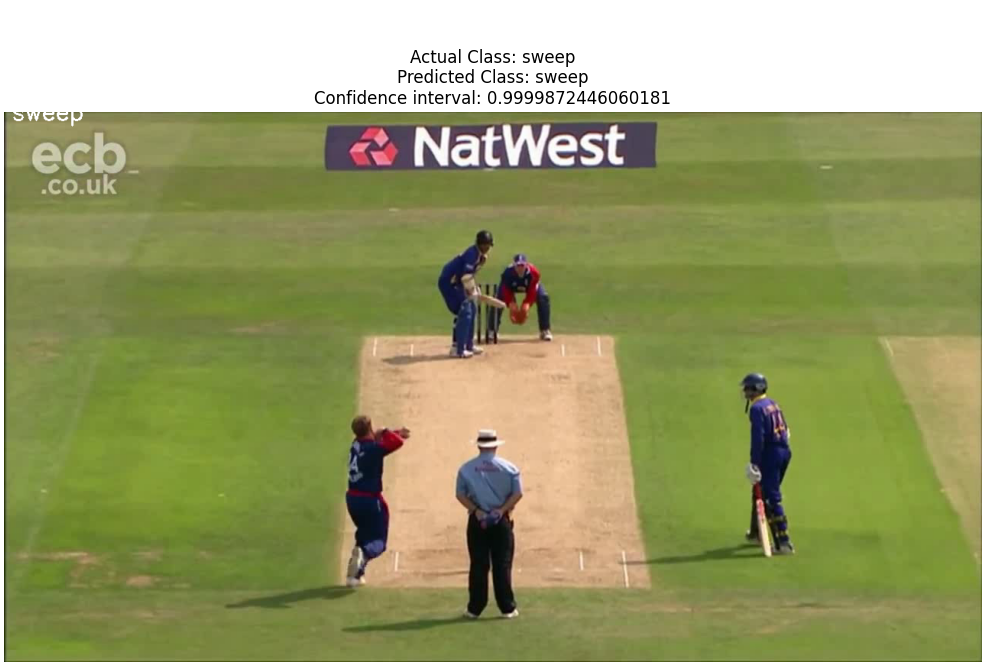 Actual Class: sweep
Predicted Class: sweep
Confidence interval: 0.9999872446060181
sweep
ecb
.co.uk
NatWest